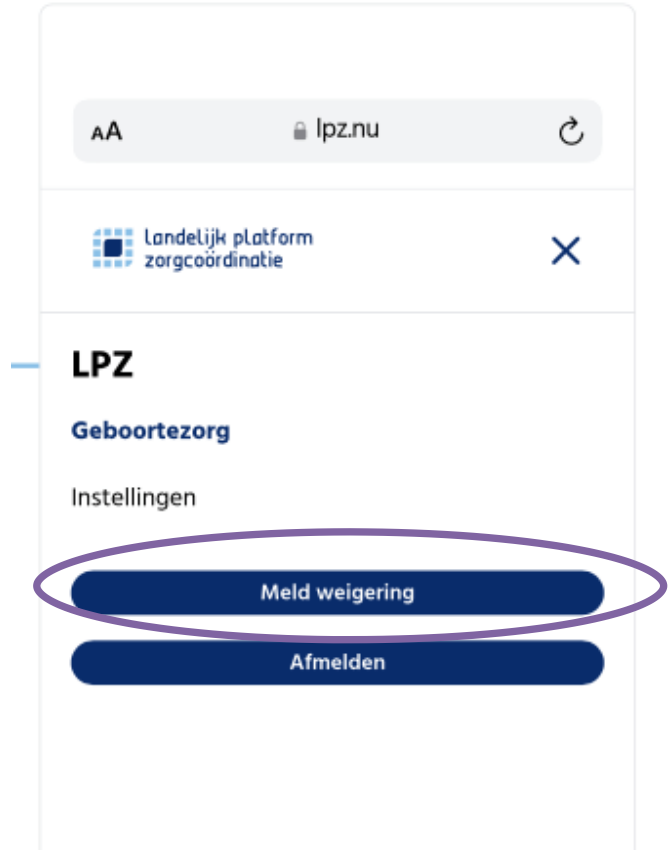 AA lpz.nu
landelijk platform
zorgcoördinatie
LPZ
Geboortezorg
Instellingen
Meld weigering
Afmelden